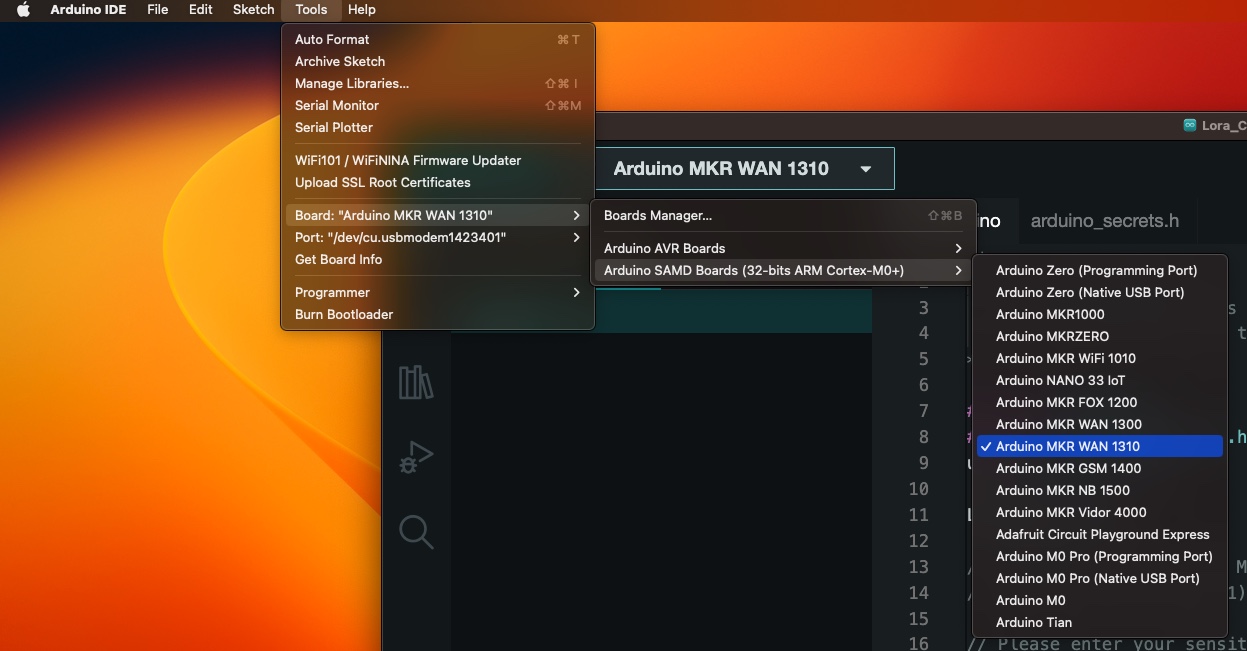 Arduino IDE File Edit Sketch Tools Help
Auto Format ⌘ T
Archive Sketch
Manage Libraries... ⇧⌘ I
Serial Monitor ⇧⌘M
Serial Plotter
WiFi101 / WiFiNINA Firmware Updater
Upload SSL Root Certificates
Board: "Arduino MKR WAN 1310"
Port: "/dev/cu.usbmodem1423401"
Get Board Info
Programmer
Burn Bootloader
Lora_C
Arduino MKR WAN 1310
Boards Manager... ⇧⌘B
Arduino AVR Boards
Arduino SAMD Boards (32-bits ARM Cortex-M0+)
ino arduino_secrets.h
Arduino Zero (Programming Port)
Arduino Zero (Native USB Port)
Arduino MKR1000
Arduino MKRZERO
Arduino MKR WiFi 1010
Arduino NANO 33 IoT
Arduino MKR FOX 1200
Arduino MKR WAN 1300
✓ Arduino MKR WAN 1310
Arduino MKR GSM 1400
Arduino MKR NB 1500
Arduino MKR Vidor 4000
Adafruit Circuit Playground Express
Arduino M0 Pro (Programming Port)
Arduino M0 Pro (Native USB Port)
Arduino M0
Arduino Tian
3 s
4 t
5
6
7 #
8 # .h
9
10
11
12
13 / M
14 / 1)
15
16 // Please enter your sensit